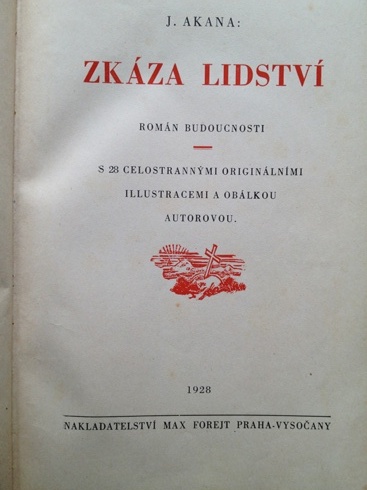 J. AKANA:
ZKÁZA LIDSTVÍ
ROMÁN BUDOUCNOSTI
S 28 CELOSTRANNÝMI ORIGINÁLNÍMI
ILLUSTRACEMI A OBÁLKOU
AUTOROVOU.
1928
NAKLADATELSTVÍ MAX FOREJT PRAHA-VYSOČANY